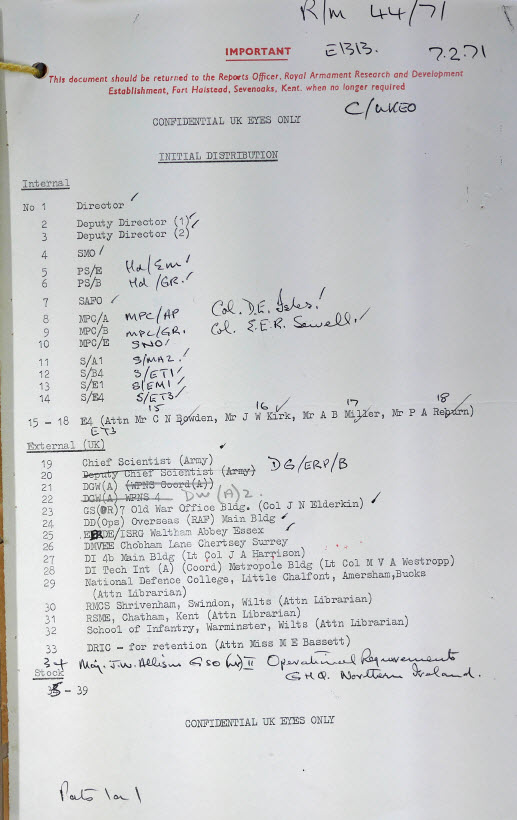 R/m 44/71
IMPORTANT E1313. 7.2.71
This document should be returned to the Reports Officer, Royal Armament Research and Development
Establishment, Fort Halstead, Sevenoaks, Kent. when no longer required
C/UKEO
CONFIDENTIAL UK EYES ONLY
INITIAL DISTRIBUTION
Internal
No 1 Director
2 Deputy Director (1)
3 Deputy Director (2)
4 SMO
5 PS/E Hd/Em
6 PS/B Hd/GR.
7 SAFO
8 MPC/A MPC/AP Col. D.E.
9 MPC/B MPC/GR. Col. E.E.R. Sewell.
10 MPC/E SNO
11 S/A1 S/MA2.
12 S/B4 S/ET1
13 S/E1 S/EM1
14 S/E4 S/ET3
15 16 17 18
15 - 18 E4 (Attn Mr C N Bowden, Mr J W Kirk, Mr A B Miller, Mr P A Reburn)
ET3
External (UK)
19 Chief Scientist (Army)
20 Deputy Chief Scientist (Army) DG/ERP/B
21 DGW(A) (WPNS Coord(A))
22 DGW(A) WPNS 4 DW(A)2.
23 GS(OR)7 Old War Office Bldg. (Col J N Elderkin)
24 DD(Ops) Overseas (RAF) Main Bldg
25 ERDE/ISRG Waltham Abbey Essex
26 DMVEE Chobham Lane Chertsey Surrey
27 DI 4b Main Bldg (Lt Col J A Harrison)
28 DI Tech Int (A) (Coord) Metropole Bldg (Lt Col M V A Westropp)
29 National Defence College, Little Chalfont, Amersham,Bucks
(Attn Librarian)
30 RMCS Shrivenham, Swindon, Wilts (Attn Librarian)
31 RSME, Chatham, Kent (Attn Librarian)
32 School of Infantry, Warminster, Wilts (Attn Librarian)
33 DRIC - for retention (Attn Miss M E Bassett)
34 Maj. J.W. Allison GSO II Operational Requirements
GHQ. Northern Ireland.
Stock
35 - 39
CONFIDENTIAL UK EYES ONLY